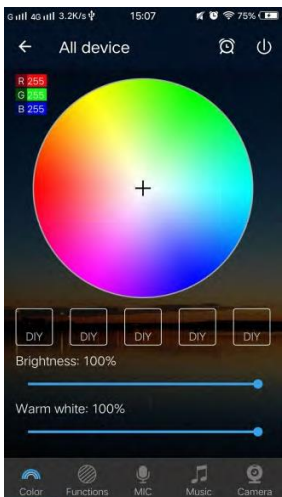 G 4G 3.2K/s 15:07 75%
All device
R 255
G 255
B 255
DIY DIY DIY DIY DIY
Brightness: 100%
Warm white: 100%
Color Functions MIC Music Camera